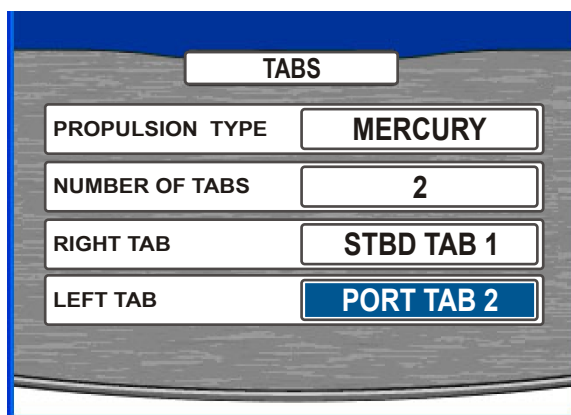 TABS
PROPULSION TYPE MERCURY
NUMBER OF TABS 2
RIGHT TAB STBD TAB 1
LEFT TAB PORT TAB 2